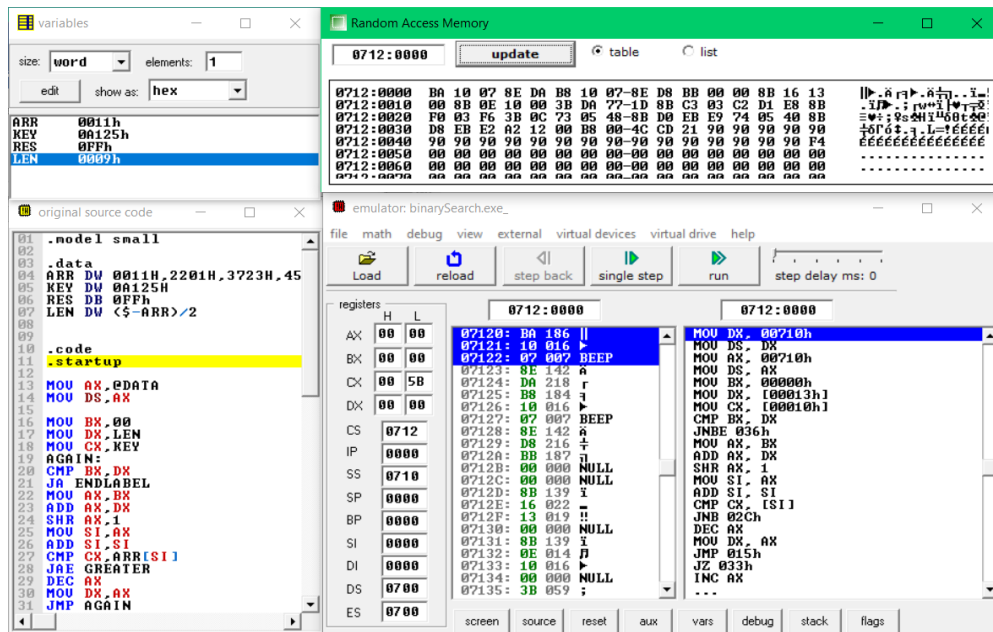 variables
size: word elements: 1
edit show as: hex
ARR 0011h
KEY 0A125h
RES 0FFh
LEN 0009h
Random Access Memory
0712:0000 update table list
0712:0000 BA 10 07 8E DA B8 10 07-8E D8 BB 00 00 8B 16 13
0712:0010 00 8B 0E 10 00 3B DA 77-1D 8B C3 03 C2 D1 E8 8B
0712:0020 F0 03 F6 3B 0C 73 05 48-8B D0 EB E9 74 05 40 8B
0712:0030 D8 EB E2 A2 12 00 B8 00-4C CD 21 90 90 90 90 90
0712:0040 90 90 90 90 90 90 90 90-90 90 90 90 90 90 90 F4
0712:0050 00 00 00 00 00 00 00 00-00 00 00 00 00 00 00 00
0712:0060 00 00 00 00 00 00 00 00-00 00 00 00 00 00 00 00
original source code
01 .model small
02
03 .data
04 ARR DW 0011H,2201H,3723H,45
05 KEY DW 0A125H
06 RES DB 0FFh
07 LEN DW ($-ARR)/2
08
09
10 .code
11 .startup
12
13 MOV AX,@DATA
14 MOV DS,AX
15
16 MOV BX,00
17 MOV DX,LEN
18 MOV CX,KEY
19 AGAIN:
20 CMP BX,DX
21 JA ENDLABEL
22 MOV AX,BX
23 ADD AX,DX
24 SHR AX,1
25 MOV SI,AX
26 ADD SI,SI
27 CMP CX,ARR[SI]
28 JAE GREATER
29 DEC AX
30 MOV DX,AX
31 JMP AGAIN
emulator: binarySearch.exe_
file math debug view external virtual devices virtual drive help
Load reload step back single step run step delay ms: 0
registers
H L
AX 00 00
BX 00 00
CX 00 5B
DX 00 00
CS 0712
IP 0000
SS 0710
SP 0000
BP 0000
SI 0000
DI 0000
DS 0700
ES 0700
0712:0000
07120: BA 186
07121: 10 016
07122: 07 007 BEEP
07123: 8E 142 Ä
07124: DA 218
07125: B8 184
07126: 10 016
07127: 07 007 BEEP
07128: 8E 142 Ä
07129: D8 216
0712A: BB 187
0712B: 00 000 NULL
0712C: 00 000 NULL
0712D: 8B 139 ï
0712E: 16 022
0712F: 13 019 ‼
07130: 00 000 NULL
07131: 8B 139 ï
07132: 0E 014 ♫
07133: 10 016
07134: 00 000 NULL
07135: 3B 059 ;
0712:0000
MOV DX, 00710h
MOV DS, DX
MOV AX, 00710h
MOV DS, AX
MOV BX, 00000h
MOV DX, [00013h]
MOV CX, [00010h]
CMP BX, DX
JNBE 036h
MOV AX, BX
ADD AX, DX
SHR AX, 1
MOV SI, AX
ADD SI, SI
CMP CX, [SI]
JNB 02Ch
DEC AX
MOV DX, AX
JMP 015h
JZ 033h
INC AX
...
screen source reset aux vars debug stack flags